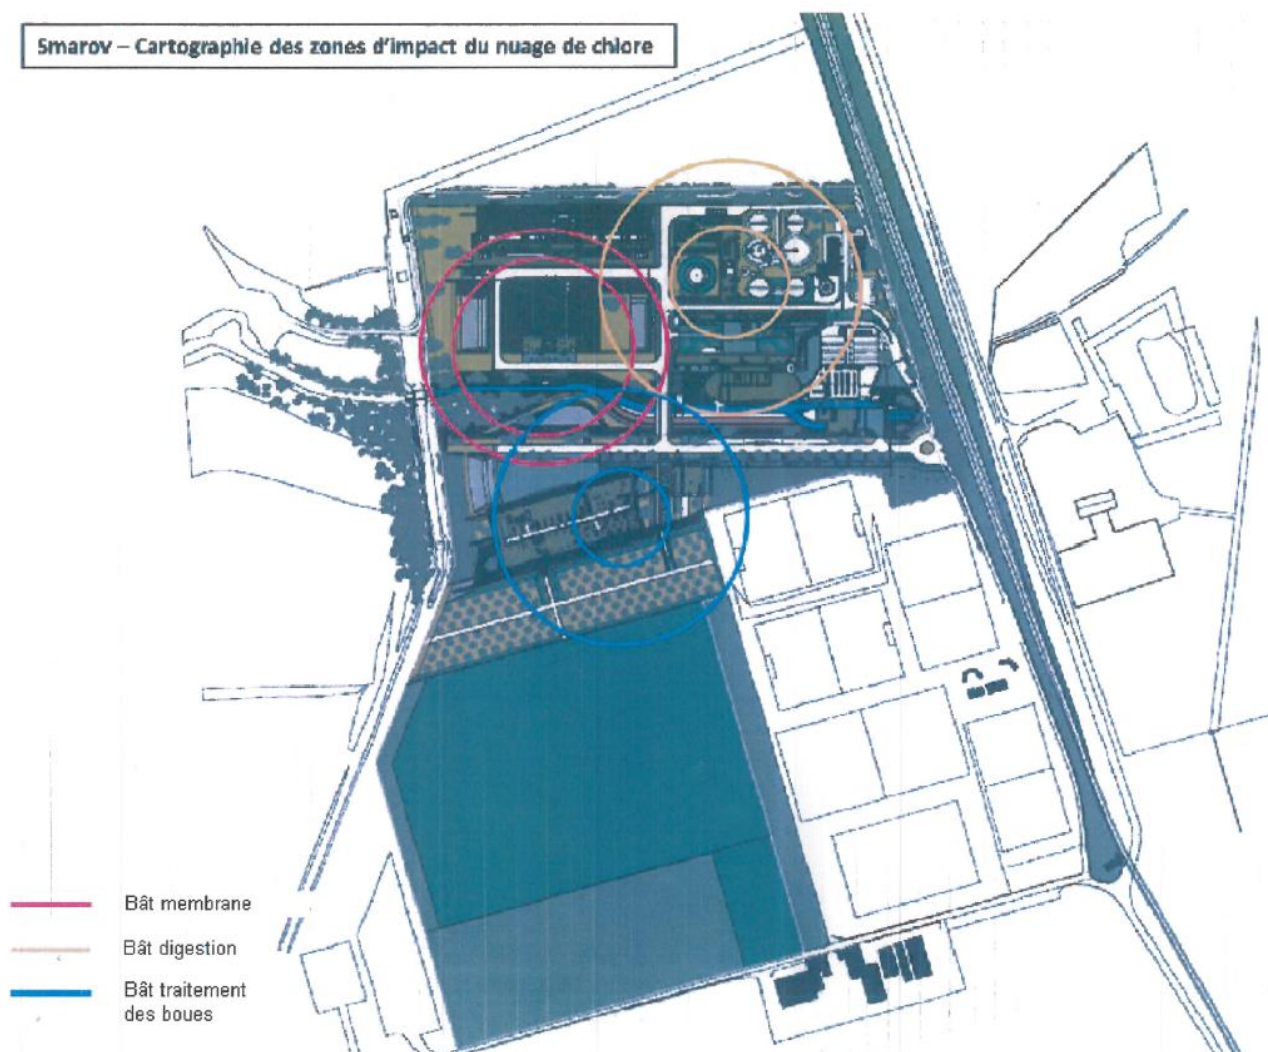 Smarov – Cartographie des zones d'impact du nuage de chlore
Bât membrane
Bât digestion
Bât traitement
des boues